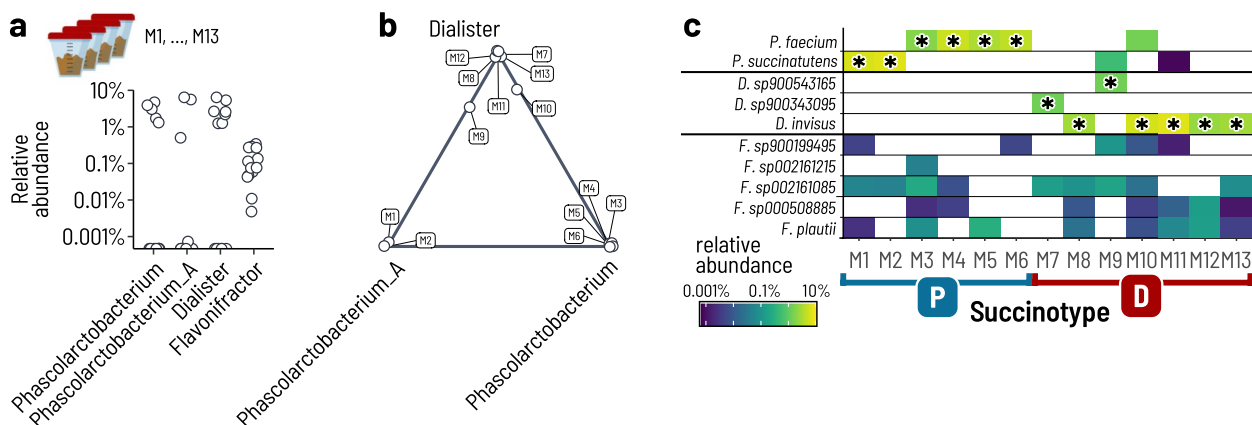 a
M1, ..., M13
Relative
abundance
10%
1%
0.1%
0.01%
0.001%
Phascolarctobacterium
Phascolarctobacterium_A
Dialister
Flavonifractor
b
Dialister
M12
M7
M8
M13
M11
M10
M9
M4
M1
M3
M5
M2
M6
Phascolarctobacterium_A
Phascolarctobacterium
c
P. faecium
P. succinatutens
D. sp900543165
D. sp900343095
D. invisus
F. sp900199495
F. sp002161215
F. sp002161085
F. sp000508885
F. plautii
M1 M2 M3 M4 M5 M6 M7 M8 M9 M10 M11 M12 M13
relative
abundance
0.001% 0.1% 10%
P Succinotype D